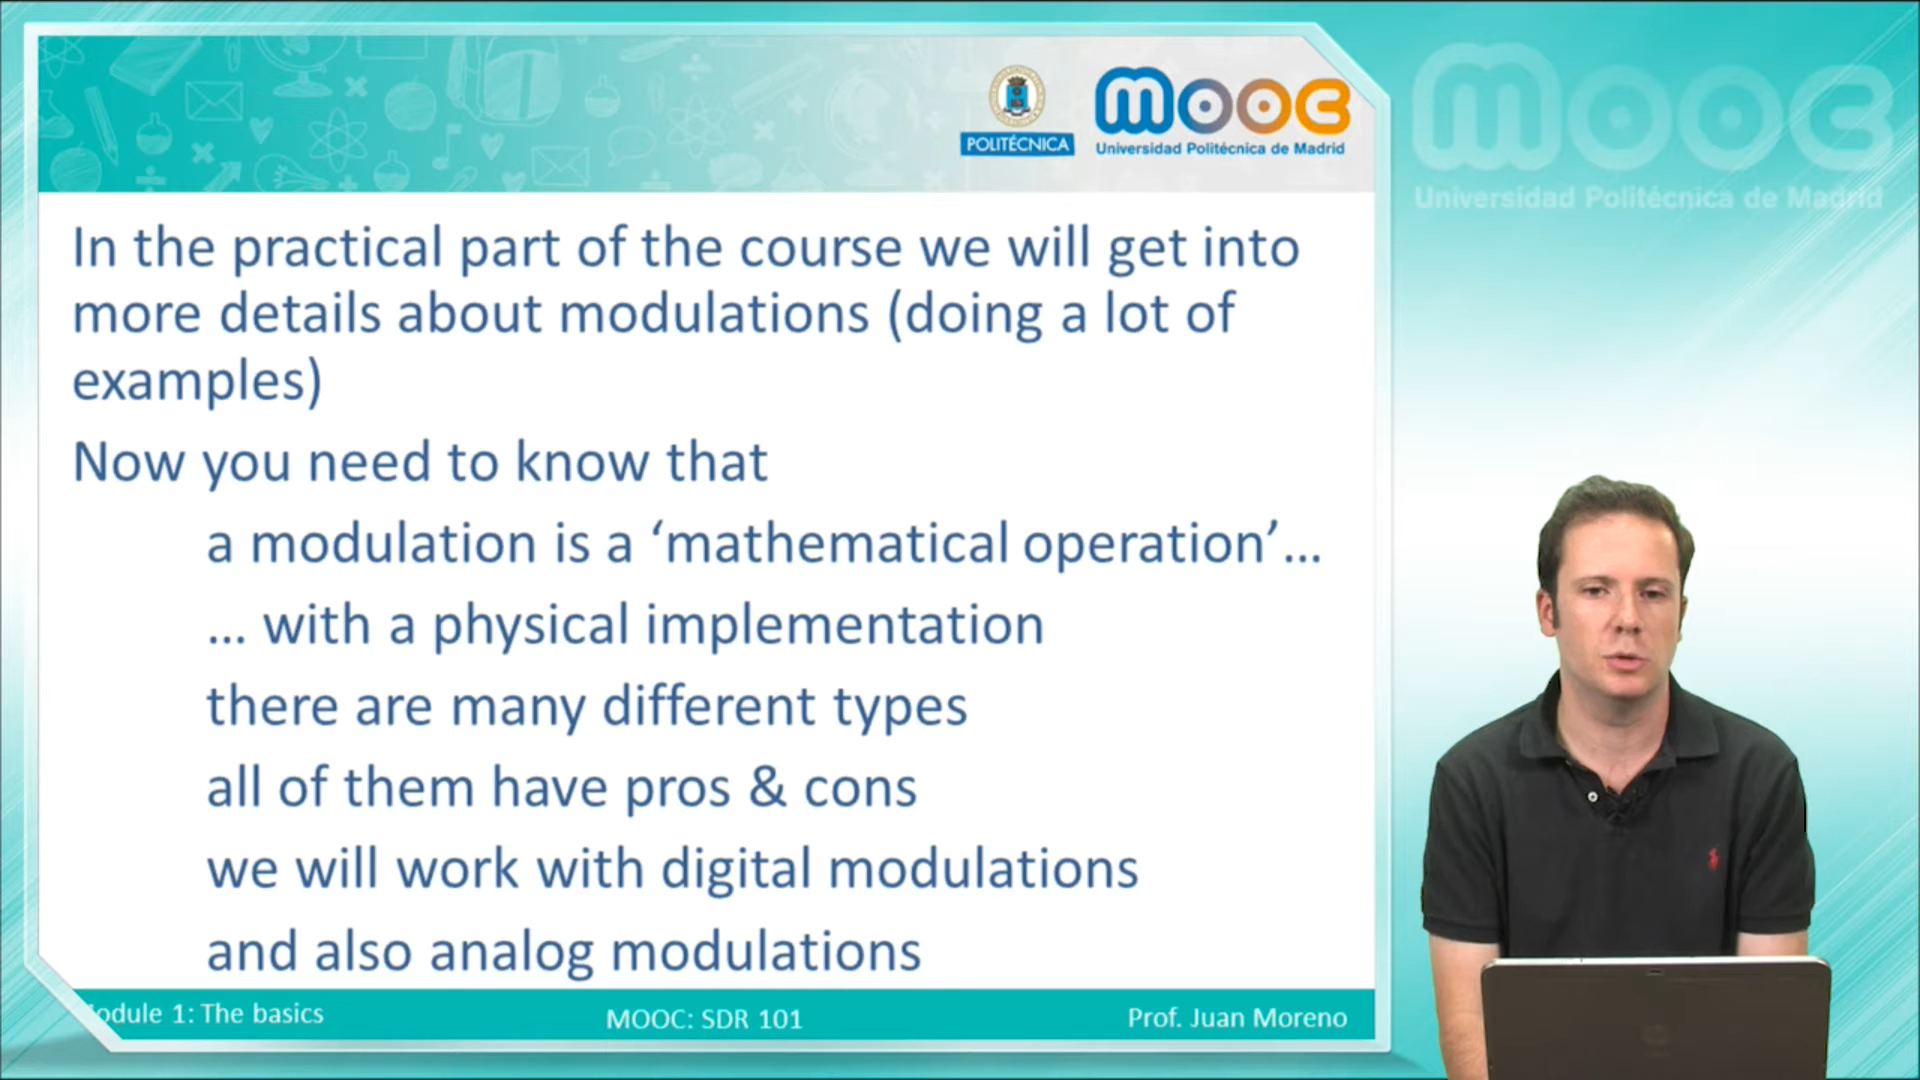 POLITÉCNICA
mooc
Universidad Politécnica de Madrid
mooc
Universidad Politécnica de Madrid
In the practical part of the course we will get into
more details about modulations (doing a lot of
examples)
Now you need to know that
a modulation is a ‘mathematical operation’...
... with a physical implementation
there are many different types
all of them have pros & cons
we will work with digital modulations
and also analog modulations
odule 1: The basics
MOOC: SDR 101
Prof. Juan Moreno